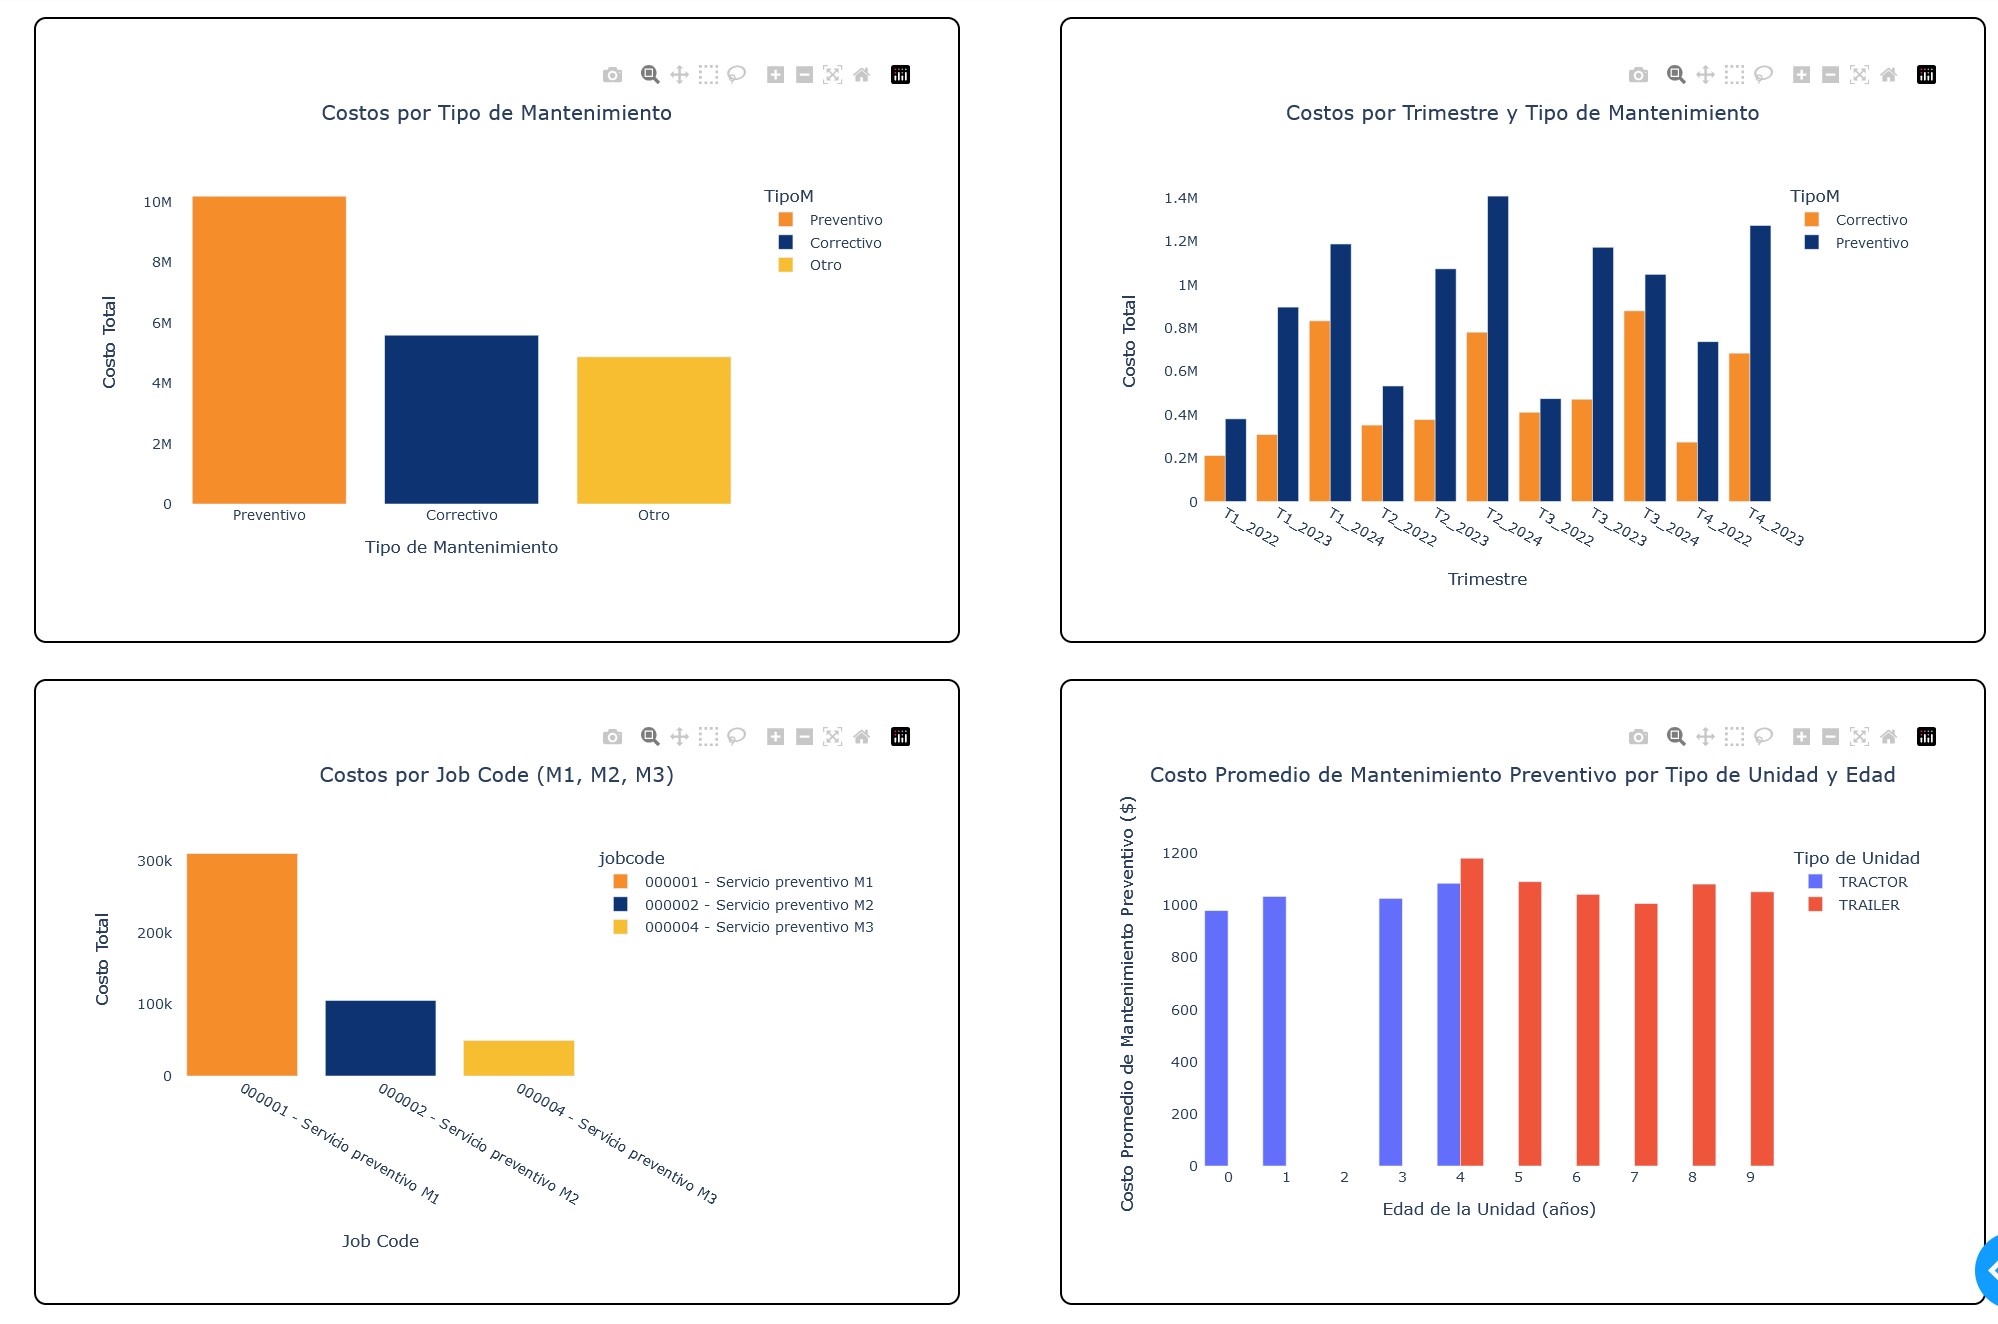 Costos por Tipo de Mantenimiento
TipoM
Preventivo
Correctivo
Otro
Costo Total
10M
8M
6M
4M
2M
0
Preventivo
Correctivo
Otro
Tipo de Mantenimiento
Costos por Trimestre y Tipo de Mantenimiento
TipoM
Correctivo
Preventivo
Costo Total
1.4M
1.2M
1M
0.8M
0.6M
0.4M
0.2M
0
T1_2022
T1_2023
T1_2024
T2_2022
T2_2023
T2_2024
T3_2022
T3_2023
T3_2024
T4_2022
T4_2023
Trimestre
Costos por Job Code (M1, M2, M3)
jobcode
000001 - Servicio preventivo M1
000002 - Servicio preventivo M2
000004 - Servicio preventivo M3
Costo Total
300k
200k
100k
0
000001 - Servicio preventivo M1
000002 - Servicio preventivo M2
000004 - Servicio preventivo M3
Job Code
Costo Promedio de Mantenimiento Preventivo por Tipo de Unidad y Edad
Tipo de Unidad
TRACTOR
TRAILER
Costo Promedio de Mantenimiento Preventivo ($)
1200
1000
800
600
400
200
0
0
1
2
3
4
5
6
7
8
9
Edad de la Unidad (años)